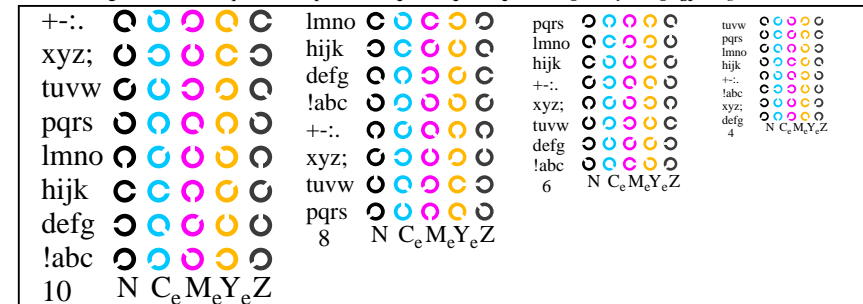 +-:.
xyz;
tuvw
pqrs
lmno
hijk
defg
!abc
10 N CeMeYeZ
lmno
hijk
defg
!abc
+-:.
xyz;
tuvw
pqrs
8 N CeMeYeZ
pqrs
lmno
hijk
+-:.
xyz;
tuvw
defg
!abc
6 N CeMeYeZ
tuvw
pqrs
lmno
hijk
+-:.
!abc
xyz;
defg
4 N CeMeYeZ